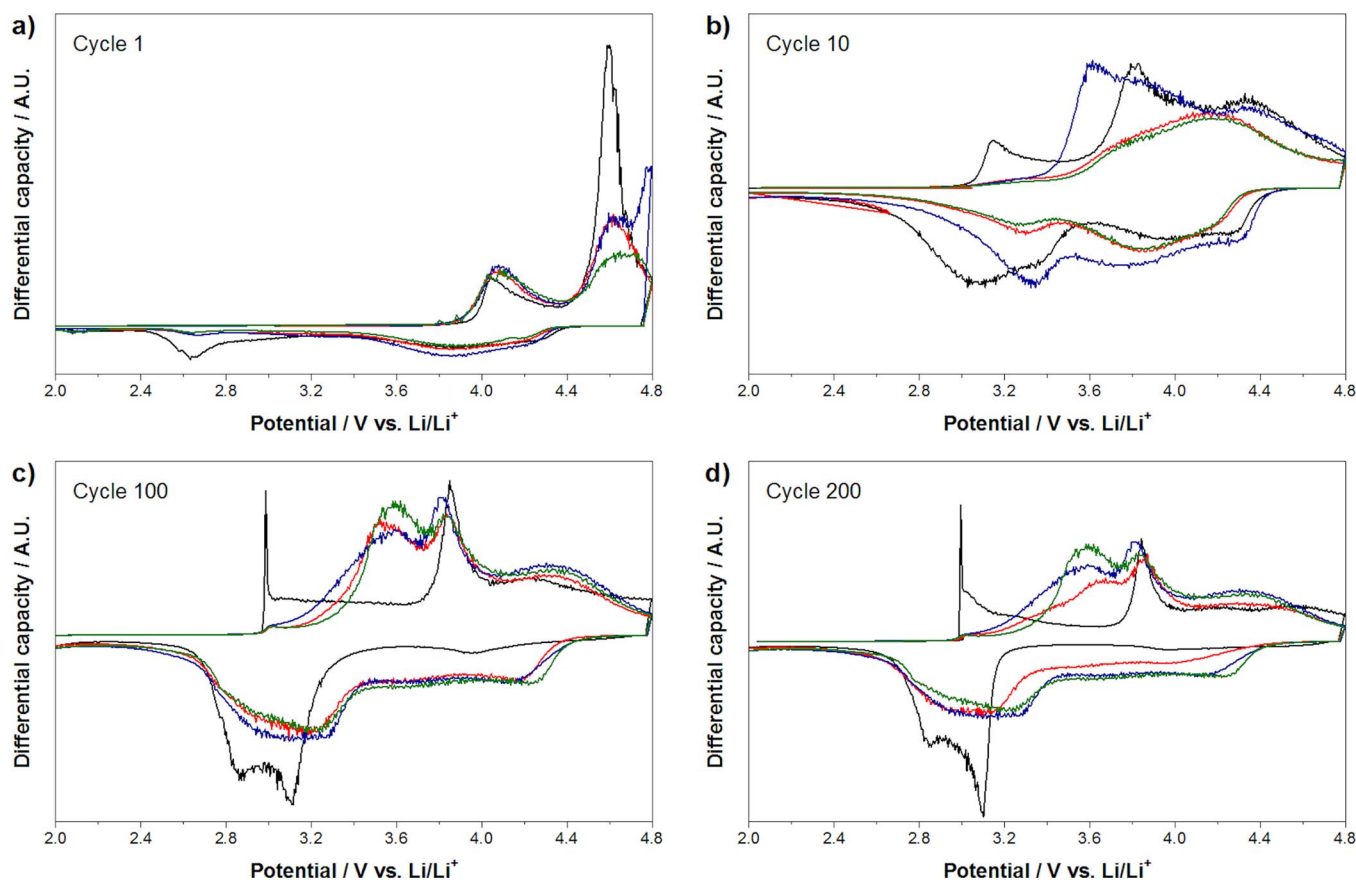 a)
Cycle 1
Differential capacity / A.U.
2.0 2.4 2.8 3.2 3.6 4.0 4.4 4.8
Potential / V vs. Li/Li⁺
b)
Cycle 10
Differential capacity / A.U.
2.0 2.4 2.8 3.2 3.6 4.0 4.4 4.8
Potential / V vs. Li/Li⁺
c)
Cycle 100
Differential capacity / A.U.
2.0 2.4 2.8 3.2 3.6 4.0 4.4 4.8
Potential / V vs. Li/Li⁺
d)
Cycle 200
Differential capacity / A.U.
2.0 2.4 2.8 3.2 3.6 4.0 4.4 4.8
Potential / V vs. Li/Li⁺